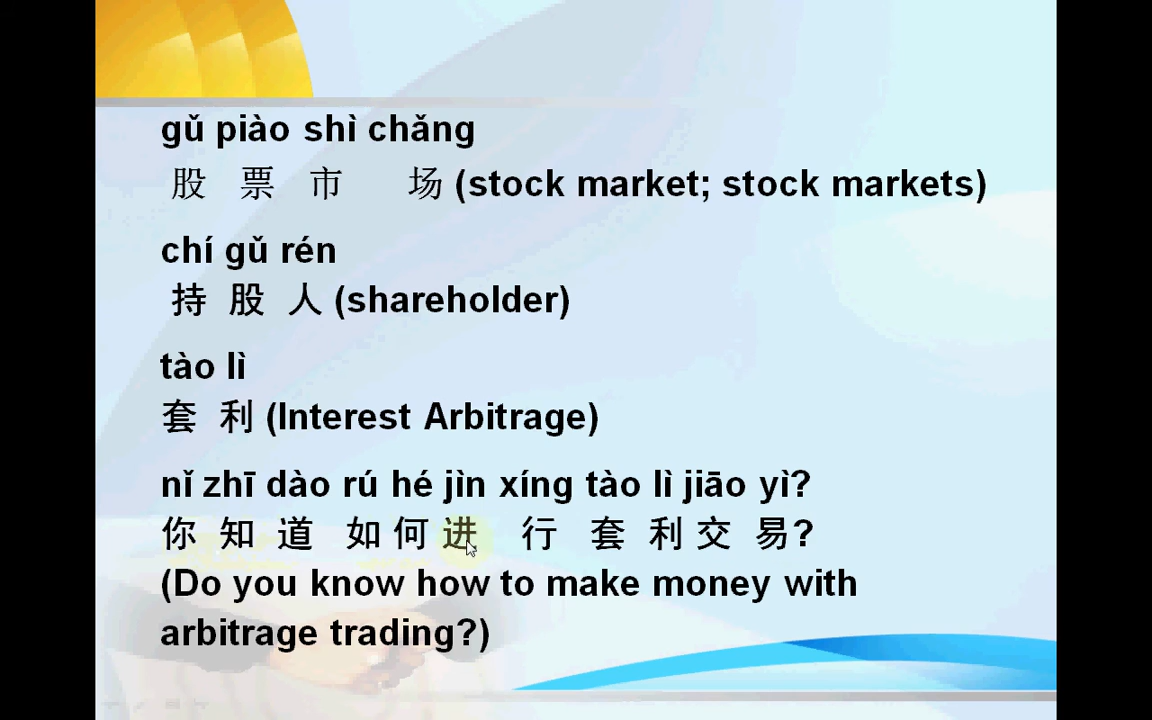 gǔ piào shì chǎng
股 票 市 场 (stock market; stock markets)
chí gǔ rén
持 股 人 (shareholder)
tào lì
套 利 (Interest Arbitrage)
nǐ zhī dào rú hé jìn xíng tào lì jiāo yì?
你 知 道 如 何 进 行 套 利 交 易?
(Do you know how to make money with
arbitrage trading?)